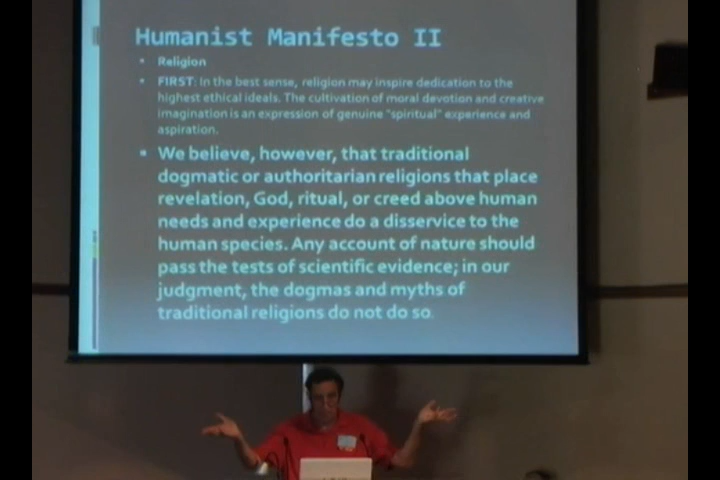 Humanist Manifesto II
Religion
FIRST: In the best sense, religion may inspire dedication to the
highest ethical ideals. The cultivation of moral devotion and creative
imagination is an expression of genuine "spiritual" experience and
aspiration.
We believe, however, that traditional
dogmatic or authoritarian religions that place
revelation, God, ritual, or creed above human
needs and experience do a disservice to the
human species. Any account of nature should
pass the tests of scientific evidence; in our
judgment, the dogmas and myths of
traditional religions do not do so.